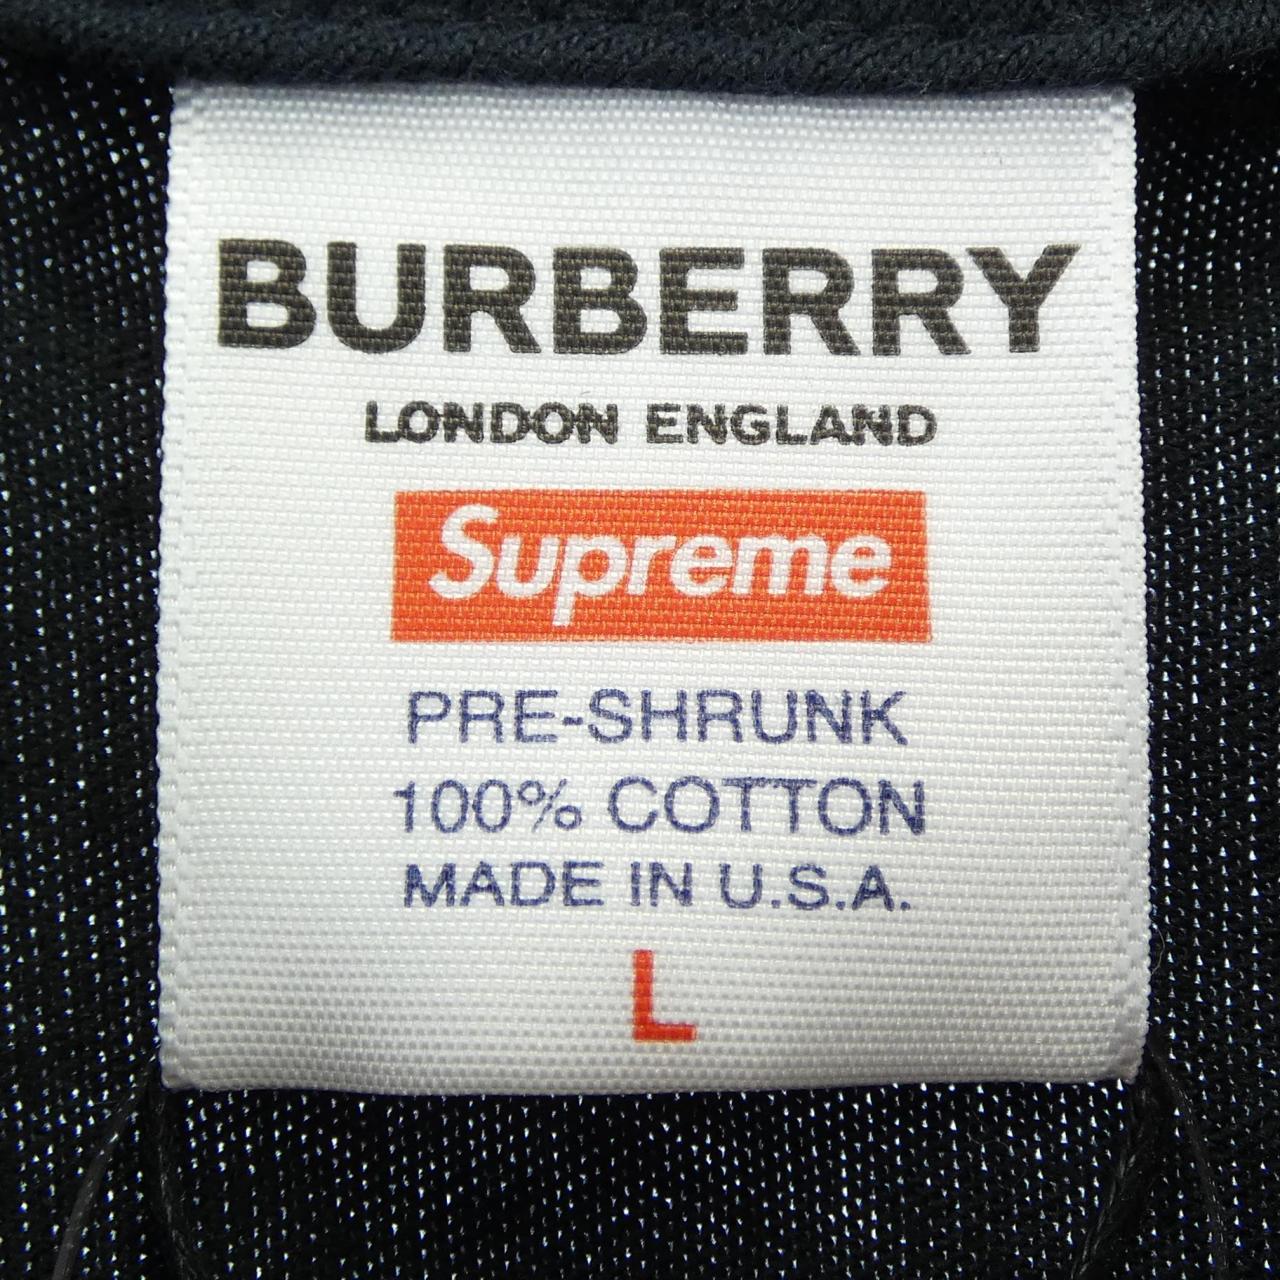 BURBERRY
LONDON ENGLAND
Supreme
PRE-SHRUNK
100% COTTON
MADE IN U.S.A.
L